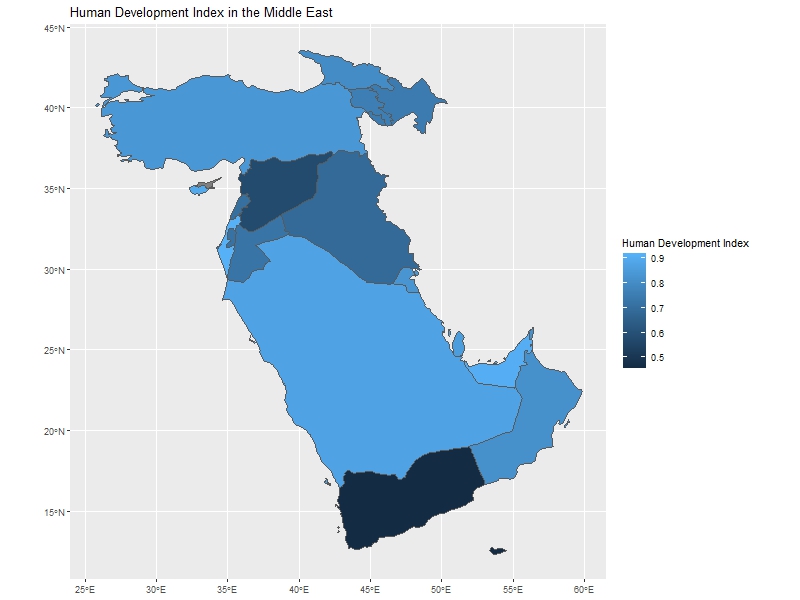 Human Development Index in the Middle East
45°N
40°N
35°N
30°N
25°N
20°N
15°N
25°E
30°E
35°E
40°E
45°E
50°E
55°E
60°E
Human Development Index
0.9
0.8
0.7
0.6
0.5